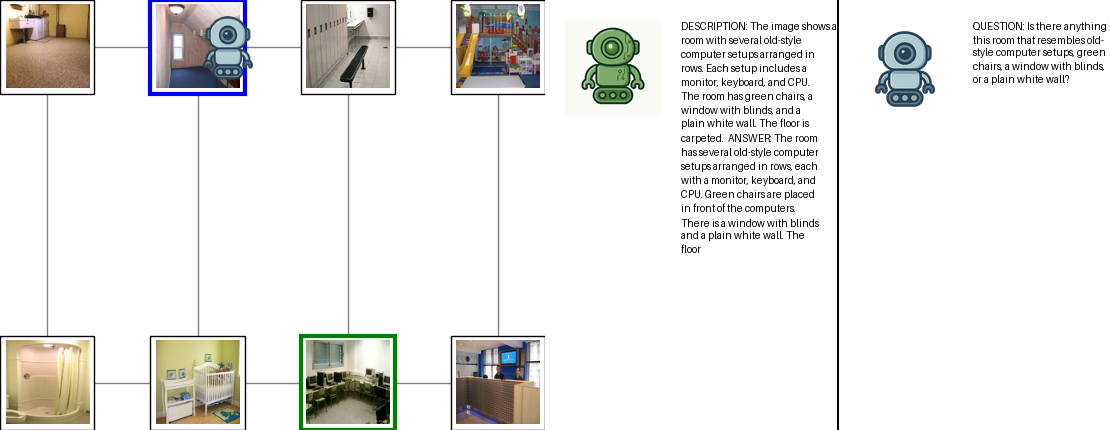 DESCRIPTION: The image shows a
room with several old-style
computer setups arranged in
rows. Each setup includes a
monitor, keyboard, and CPU.
The room has green chairs, a
window with blinds, and a
plain white wall. The floor is
carpeted.  ANSWER: The room
has several old-style computer
setups arranged in rows, each
with a monitor, keyboard, and
CPU. Green chairs are placed
in front of the computers.
There is a window with blinds
and a plain white wall. The
floor
QUESTION: Is there anything
this room that resembles old-
style computer setups, green
chairs, a window with blinds,
or a plain white wall?